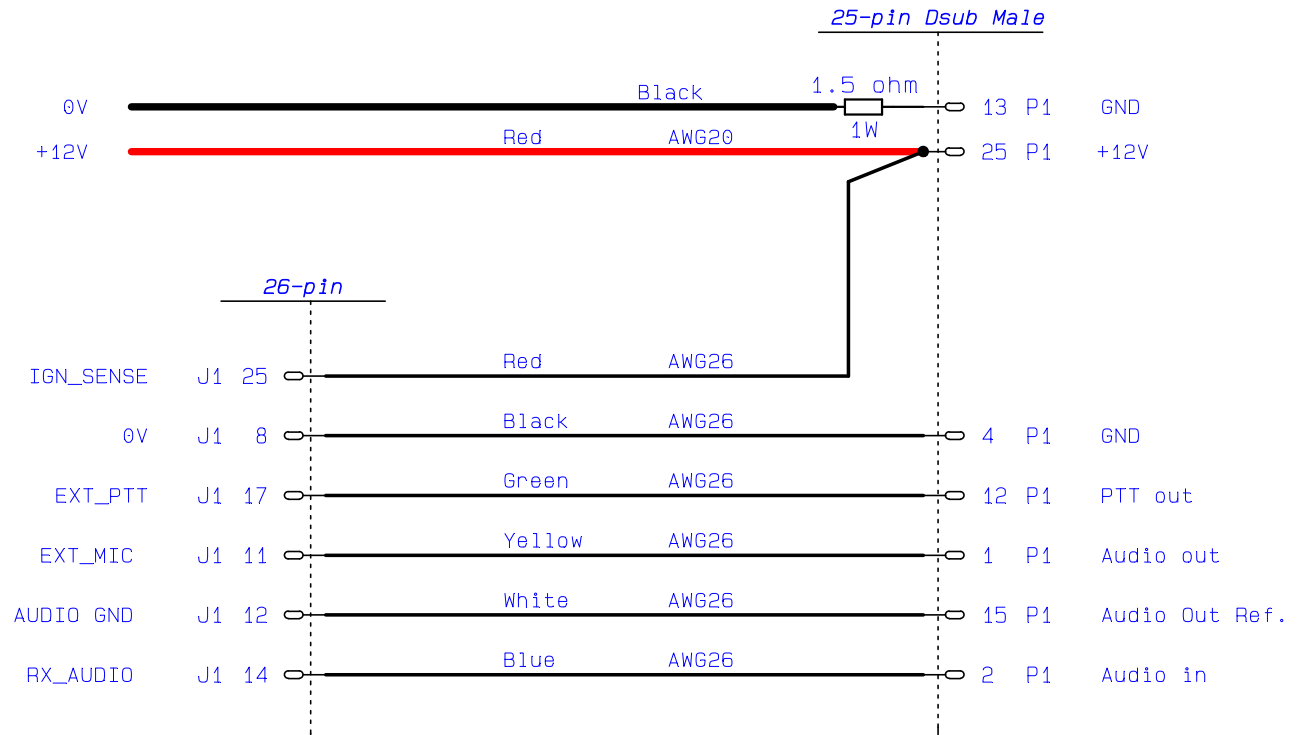 25-pin Dsub Male
0V Black 1.5 ohm 1W 13 P1 GND
+12V Red AWG20 25 P1 +12V
26-pin
IGN_SENSE J1 25 Red AWG26
0V J1 8 Black AWG26 4 P1 GND
EXT_PTT J1 17 Green AWG26 12 P1 PTT out
EXT_MIC J1 11 Yellow AWG26 1 P1 Audio out
AUDIO GND J1 12 White AWG26 15 P1 Audio Out Ref.
RX_AUDIO J1 14 Blue AWG26 2 P1 Audio in